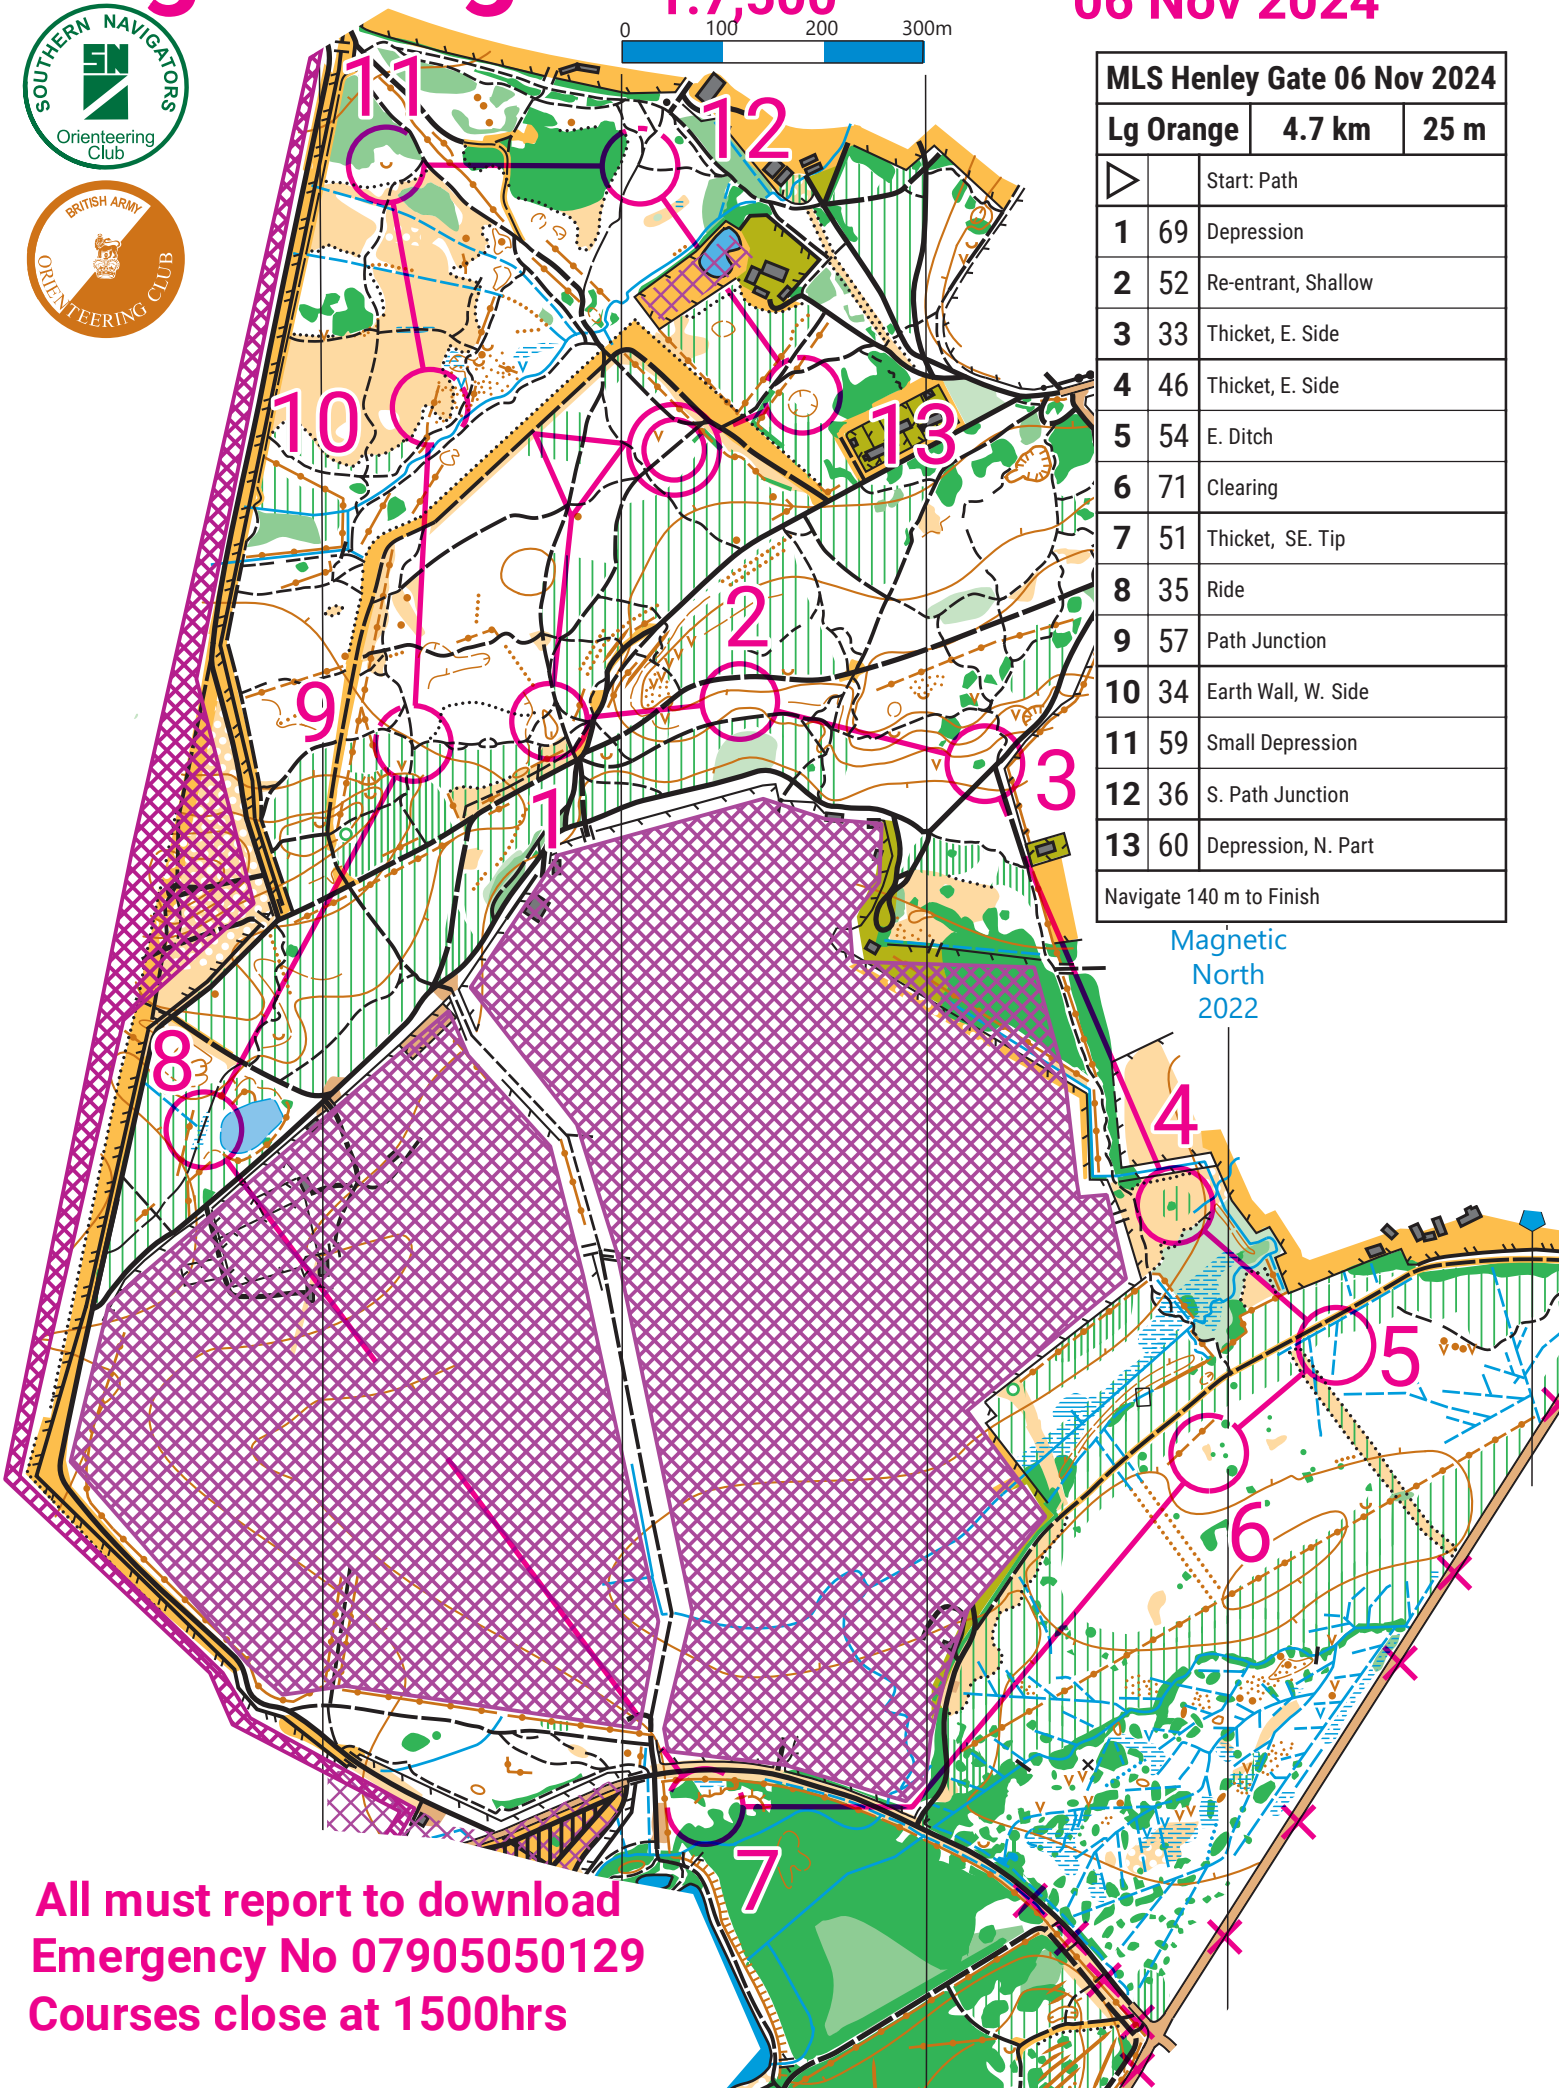 1:7,500
06 Nov 2024
SOUTHERN NAVIGATORS
SN
Orienteering
Club
BRITISH ARMY
ORIENTEERING CLUB
0 100 200 300m
MLS Henley Gate 06 Nov 2024
Lg Orange 4.7 km 25 m
Start: Path
1 69 Depression
2 52 Re-entrant, Shallow
3 33 Thicket, E. Side
4 46 Thicket, E. Side
5 54 E. Ditch
6 71 Clearing
7 51 Thicket, SE. Tip
8 35 Ride
9 57 Path Junction
10 34 Earth Wall, W. Side
11 59 Small Depression
12 36 S. Path Junction
13 60 Depression, N. Part
Navigate 140 m to Finish
Magnetic
North
2022
11
12
10
13
2
9
3
1
8
4
5
6
7
All must report to download
Emergency No 07905050129
Courses close at 1500hrs